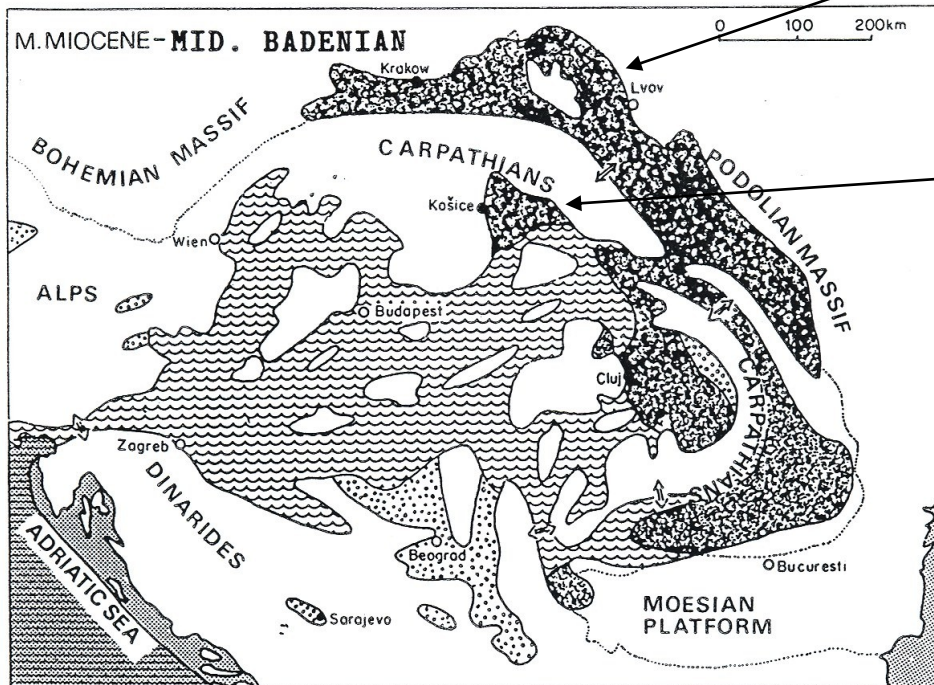 M. MIOCENE - MID. BADENIAN
0 100 200km
Krakow
Lvov
BOHEMIAN MASSIF
CARPATHIANS
PODOLIAN MASSIF
Košice
Wien
ALPS
Budapest
Cluj
CARPATHIANS
Zagreb
DINARIDES
Beograd
Bucuresti
ADRIATIC SEA
Sarajevo
MOESIAN
PLATFORM